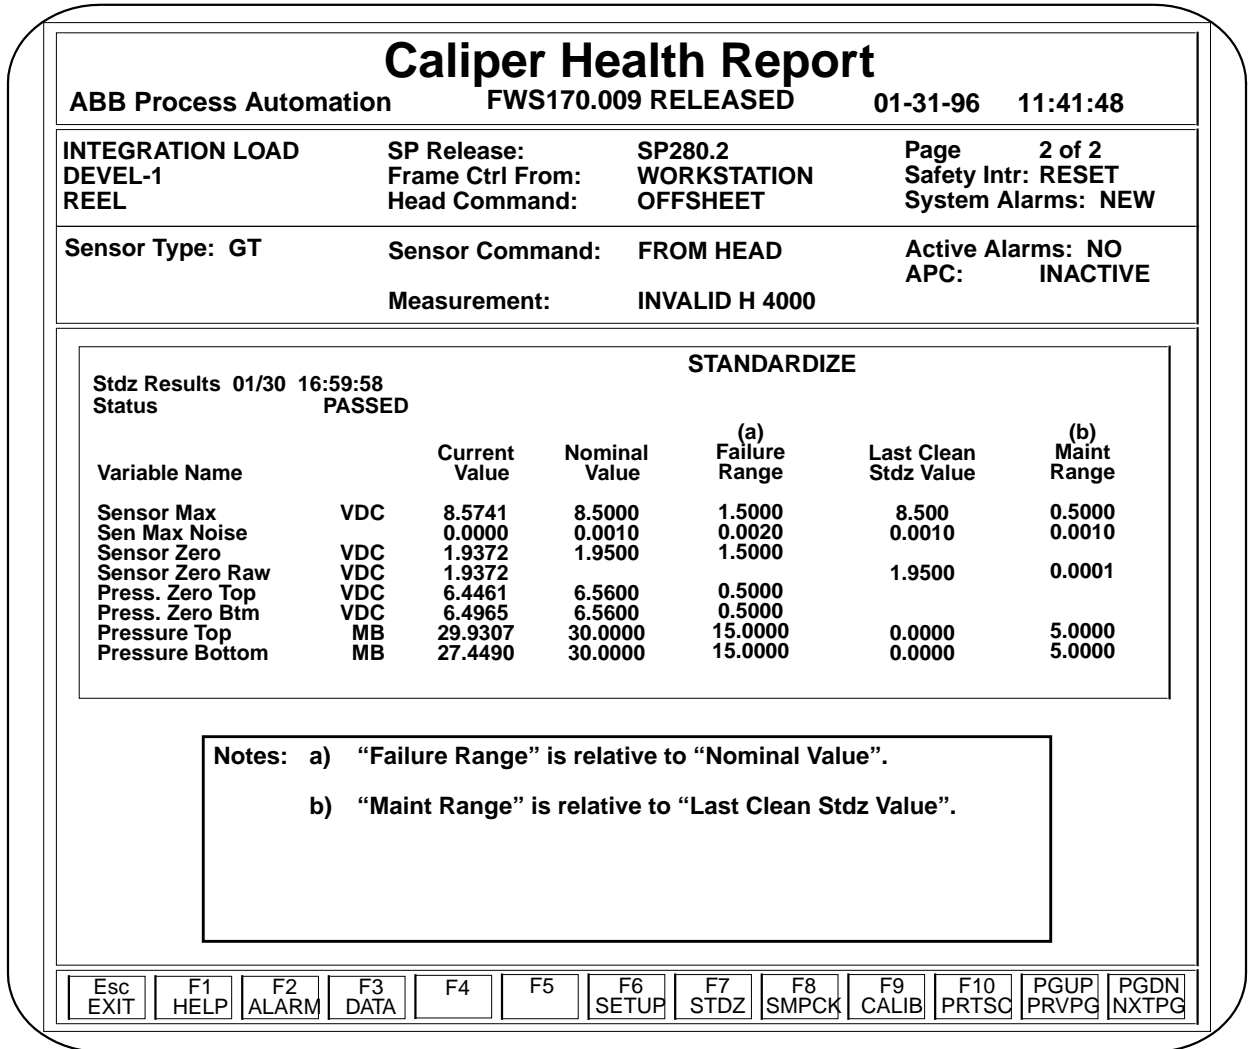 Caliper Health Report
ABB Process Automation FWS170.009 RELEASED 01-31-96 11:41:48
INTEGRATION LOAD SP Release: SP280.2 Page 2 of 2
DEVEL-1 Frame Ctrl From: WORKSTATION Safety Intr: RESET
REEL Head Command: OFFSHEET System Alarms: NEW
Sensor Type: GT Sensor Command: FROM HEAD Active Alarms: NO
APC: INACTIVE
Measurement: INVALID H 4000
STANDARDIZE
Stdz Results 01/30 16:59:58
Status PASSED
(a) (b)
Current Nominal Failure Last Clean Maint
Variable Name Value Value Range Stdz Value Range
Sensor Max VDC 8.5741 8.5000 1.5000 8.500 0.5000
Sen Max Noise 0.0000 0.0010 0.0020 0.0010 0.0010
Sensor Zero VDC 1.9372 1.9500 1.5000
Sensor Zero Raw VDC 1.9372 1.9500 0.0001
Press. Zero Top VDC 6.4461 6.5600 0.5000
Press. Zero Btm VDC 6.4965 6.5600 0.5000
Pressure Top MB 29.9307 30.0000 15.0000 0.0000 5.0000
Pressure Bottom MB 27.4490 30.0000 15.0000 0.0000 5.0000
Notes: a) “Failure Range” is relative to “Nominal Value”.
b) “Maint Range” is relative to “Last Clean Stdz Value”.
Esc F1 F2 F3 F4 F5 F6 F7 F8 F9 F10 PGUP PGDN
EXIT HELP ALARM DATA SETUP STDZ SMPCK CALIB PRTSC PRVPG NXTPG